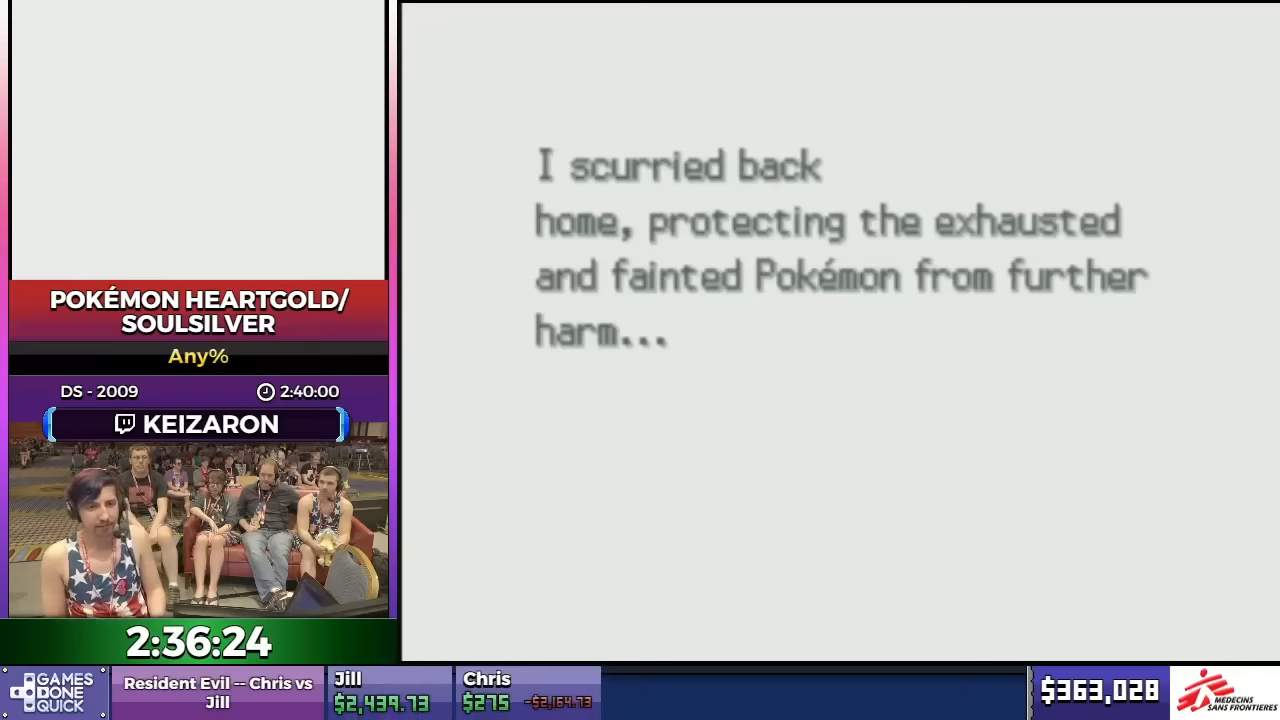 I scurried back
home, protecting the exhausted
and fainted Pokémon from further
harm...
POKÉMON HEARTGOLD/
SOULSILVER
Any%
DS - 2009
2:40:00
KEIZARON
2:36:24
GAMES
DONE
QUICK
Resident Evil -- Chris vs
Jill
Jill
$2,439.73
Chris
$275 -$2,164.73
$363,028
MEDECINS
SANS FRONTIERES